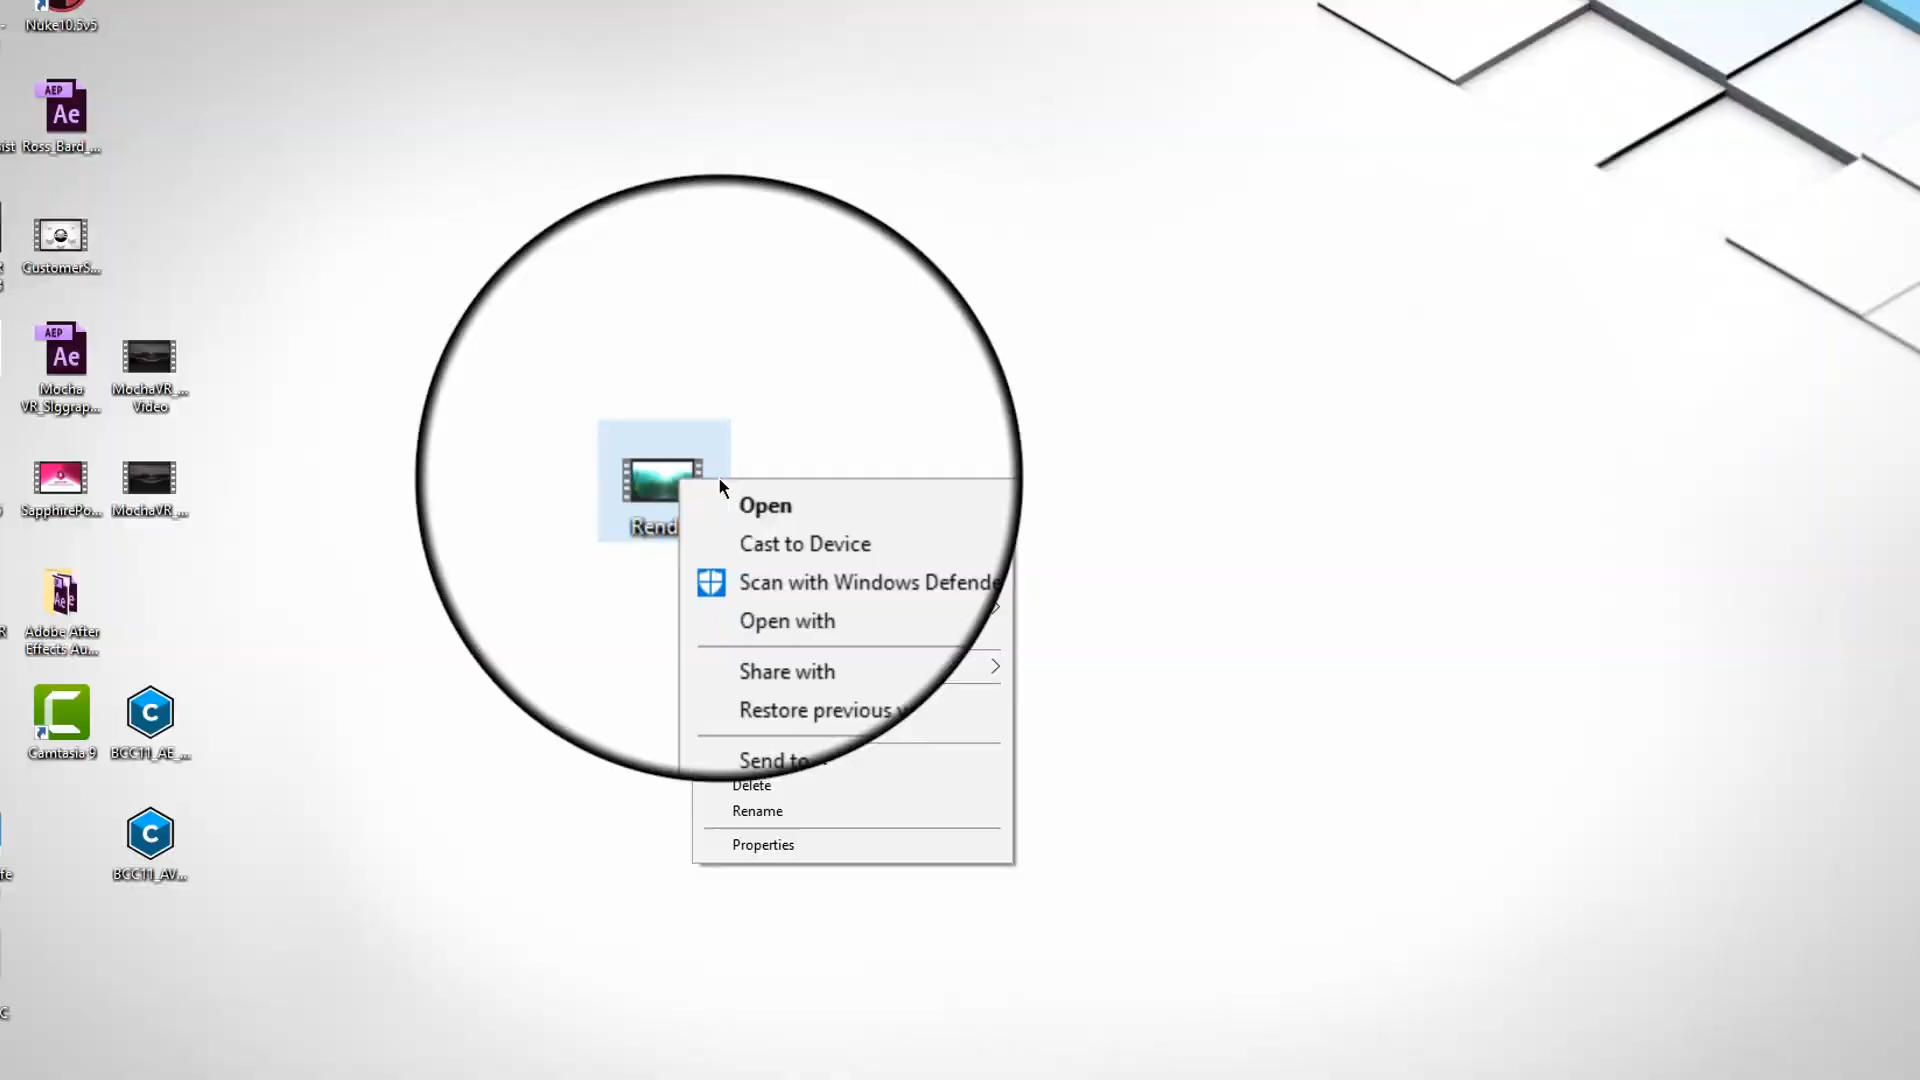 Nuke10.5v5
AEP
Ae
Ross_Bard_...
CustomerS...
AEP
Ae
Mocha
VR_Siggrap...
MochaVR_...
Video
SapphirePo...
MochaVR_...
Adobe After
Effects Au...
Camtasia 9
C
BCC11_AE_...
C
BCC11_AV...
Rend
Open
Cast to Device
Scan with Windows Defende
Open with
Share with
Restore previous
Send to
Delete
Rename
Properties